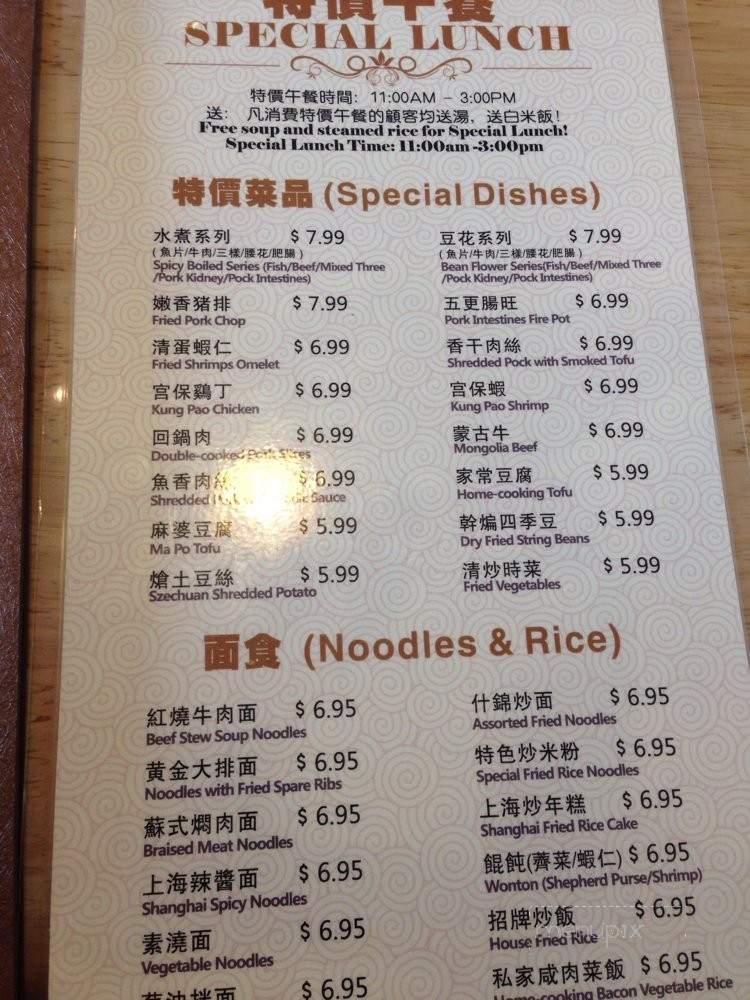 特價午餐
SPECIAL LUNCH
特價午餐時間: 11:00AM - 3:00PM
送: 凡消費特價午餐的顧客均送湯, 送白米飯!
Free soup and steamed rice for Special Lunch!
Special Lunch Time: 11:00am -3:00pm
特價菜品 (Special Dishes)
水煮系列 $ 7.99
(魚片/牛肉/三樣/腰花/肥腸)
Spicy Boiled Series (Fish/Beef/Mixed Three
/Pork Kidney/Pock Intestines)
嫩香豬排 $ 7.99
Fried Pork Chop
清蛋蝦仁 $ 6.99
Fried Shrimps Omelet
宮保鷄丁 $ 6.99
Kung Pao Chicken
回鍋肉 $ 6.99
Double-cooked Pork Slices
魚香肉絲 $ 6.99
Shredded Sauce
麻婆豆腐 $ 5.99
Ma Po Tofu
熗土豆絲 $ 5.99
Szechuan Shredded Potato
豆花系列 $ 7.99
(魚片/牛肉/三樣/腰花/肥腸)
Bean Flower Series(Fish/Beef/Mixed Three
/Pock Kidney/Pock Intestines)
五更腸旺 $ 6.99
Pork Intestines Fire Pot
香干肉絲 $ 6.99
Shredded Pock with Smoked Tofu
宮保蝦 $ 6.99
Kung Pao Shrimp
蒙古牛 $ 6.99
Mongolia Beef
家常豆腐 $ 5.99
Home-cooking Tofu
幹煸四季豆 $ 5.99
Dry Fried String Beans
清炒時菜 $ 5.99
Fried Vegetables
面食 (Noodles & Rice)
紅燒牛肉面 $ 6.95
Beef Stew Soup Noodles
黄金大排面 $ 6.95
Noodles with Fried Spare Ribs
蘇式燜肉面 $ 6.95
Braised Meat Noodles
上海辣醬面 $ 6.95
Shanghai Spicy Noodles
素澆面 $ 6.95
Vegetable Noodles
葱油拌面 $ 6.95
什錦炒面 $ 6.95
Assorted Fried Noodles
特色炒米粉 $ 6.95
Special Fried Rice Noodles
上海炒年糕 $ 6.95
Shanghai Fried Rice Cake
餛飩(薺菜/蝦仁) $ 6.95
Wonton (Shepherd Purse/Shrimp)
招牌炒飯 $ 6.95
House Fried Rice
menupix
私家咸肉菜飯 $ 6.95
Home-cooking Bacon Vegetable Rice